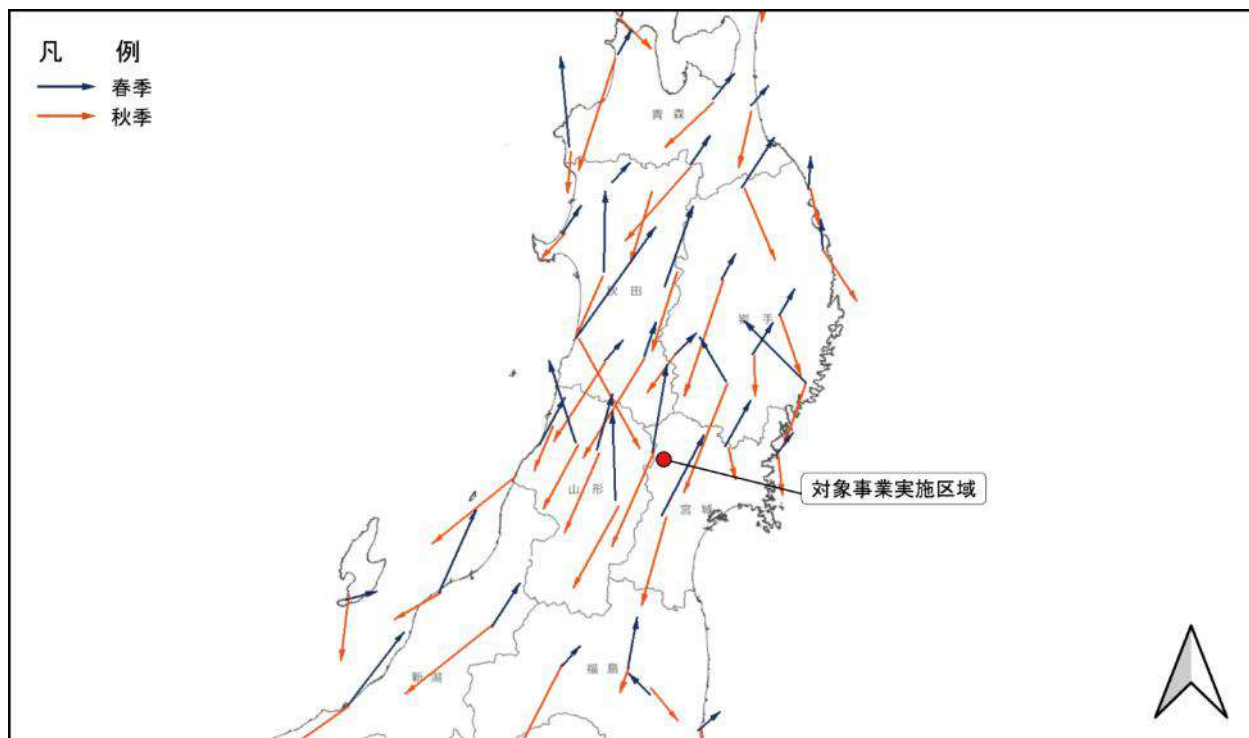 凡 例
春季
秋季
青 森
秋 田
岩 手
対象事業実施区域
山 形
宮 城
福 島
新 潟